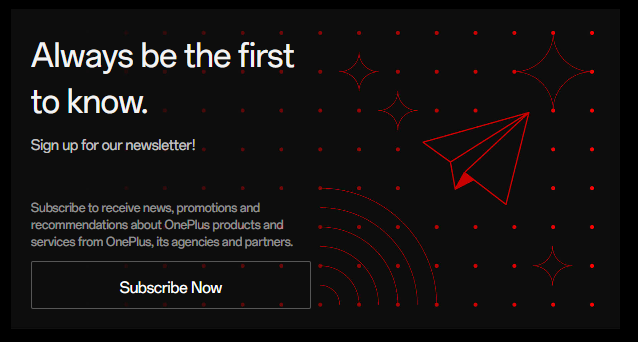 Always be the first
to know.
Sign up for our newsletter!
Subscribe to receive news, promotions and
recommendations about OnePlus products and
services from OnePlus, its agencies and partners.
Subscribe Now